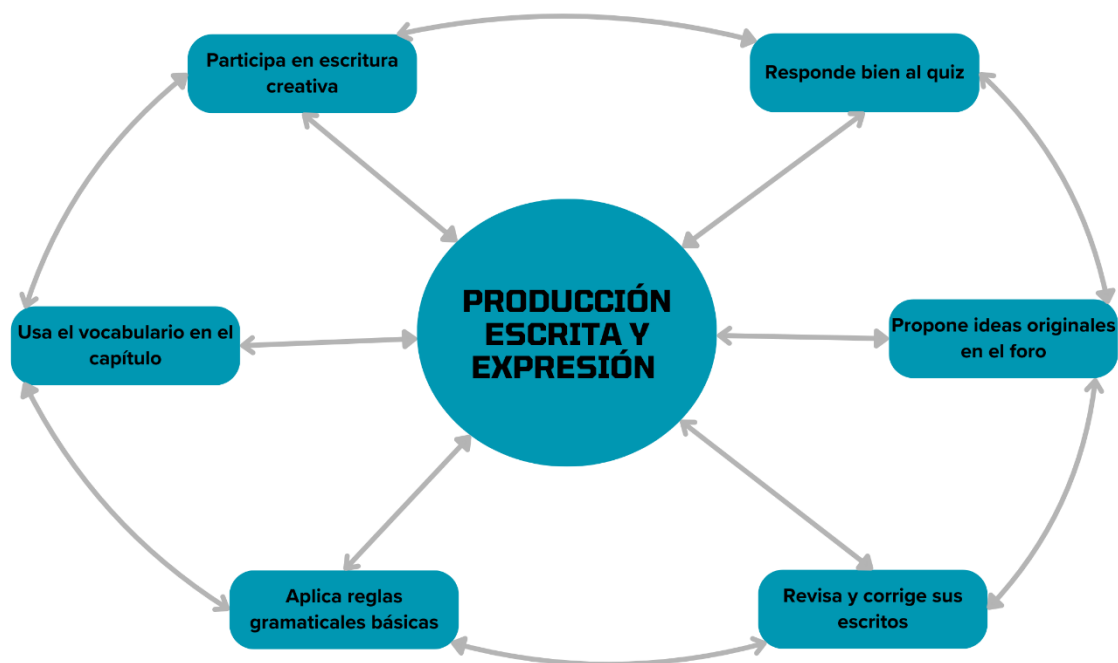 Participa en escritura
creativa
Responde bien al quiz
PRODUCCIÓN
ESCRITA Y
EXPRESIÓN
Usa el vocabulario en el
capítulo
Propone ideas originales
en el foro
Aplica reglas
gramaticales básicas
Revisa y corrige sus
escritos